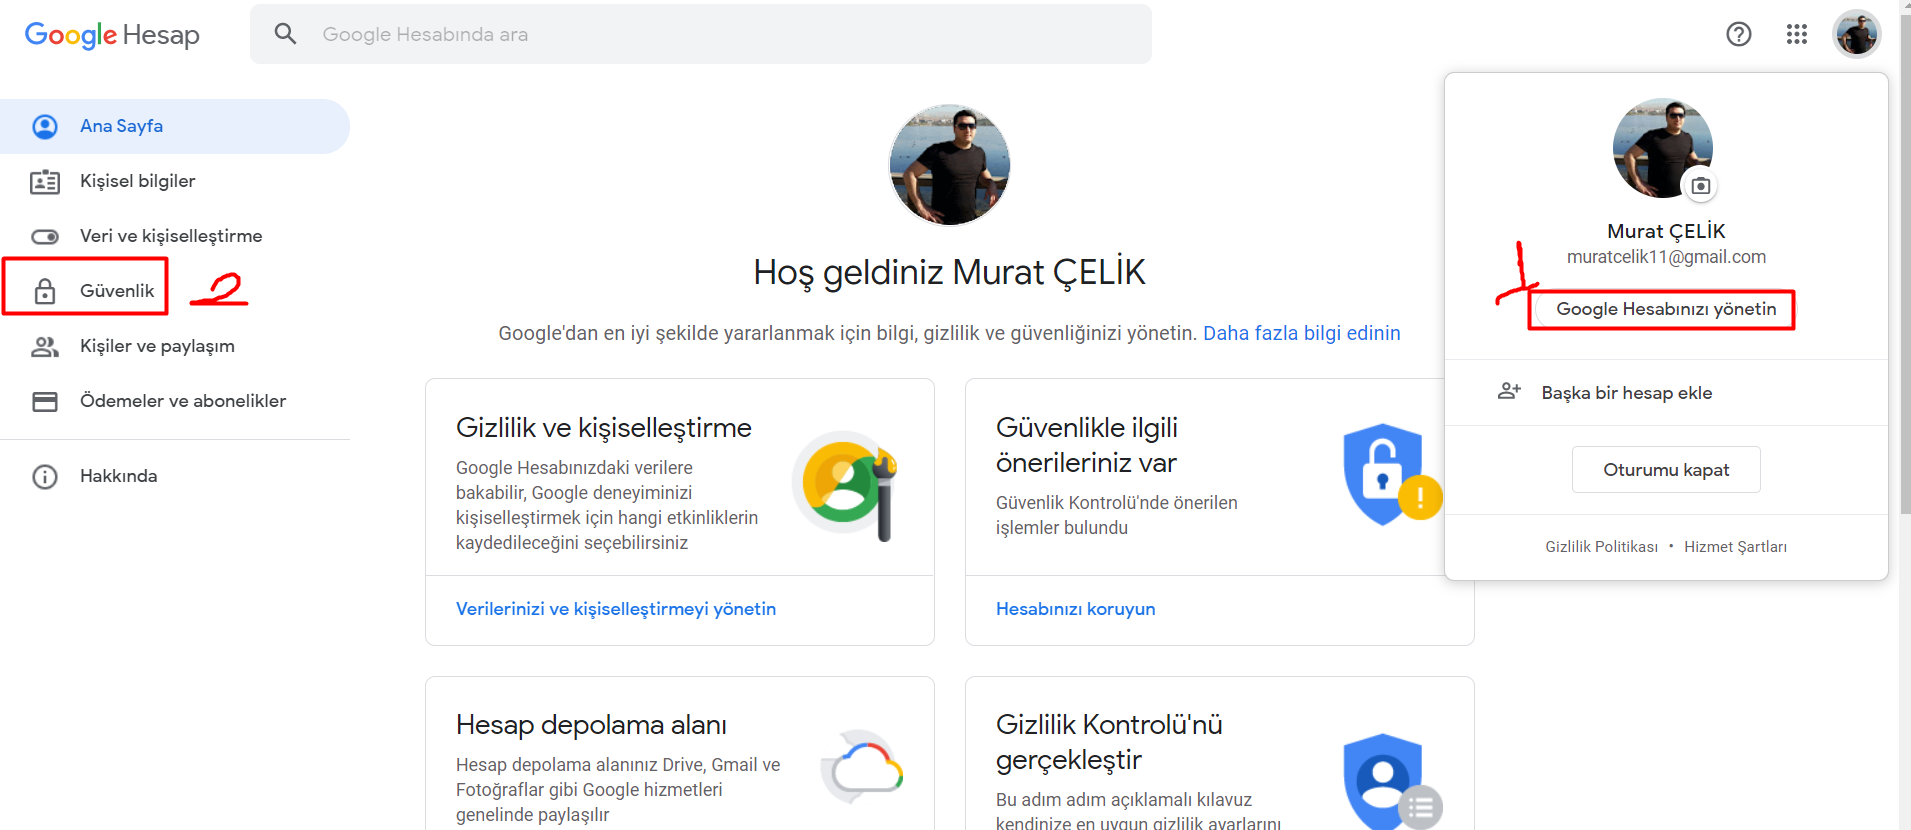 Google Hesap
Google Hesabında ara
Ana Sayfa
Kişisel bilgiler
Veri ve kişiselleştirme
Güvenlik
2
Kişiler ve paylaşım
Ödemeler ve abonelikler
Hakkında
Hoş geldiniz Murat ÇELİK
Google'dan en iyi şekilde yararlanmak için bilgi, gizlilik ve güvenliğinizi yönetin. Daha fazla bilgi edinin
Gizlilik ve kişiselleştirme
Google Hesabınızdaki verilere
bakabilir, Google deneyiminizi
kişiselleştirmek için hangi etkinliklerin
kaydedileceğini seçebilirsiniz
Verilerinizi ve kişiselleştirmeyi yönetin
Güvenlikle ilgili
önerileriniz var
Güvenlik Kontrolü'nde önerilen
işlemler bulundu
Hesabınızı koruyun
Hesap depolama alanı
Hesap depolama alanınız Drive, Gmail ve
Fotoğraflar gibi Google hizmetleri
genelinde paylaşılır
Gizlilik Kontrolü'nü
gerçekleştir
Bu adım adım açıklamalı kılavuz
kendinize en uygun gizlilik ayarlarını
Murat ÇELİK
muratcelik11@gmail.com
1
Google Hesabınızı yönetin
Başka bir hesap ekle
Oturumu kapat
Gizlilik Politikası • Hizmet Şartları